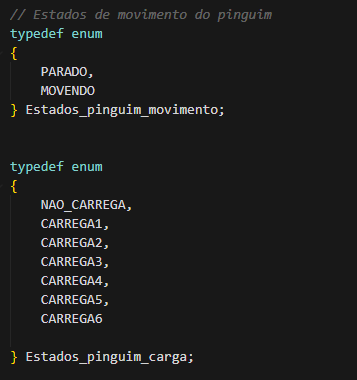 // Estados de movimento do pinguim
typedef enum
{
    PARADO,
    MOVENDO
} Estados_pinguim_movimento;
typedef enum
{
    NAO_CARREGA,
    CARREGA1,
    CARREGA2,
    CARREGA3,
    CARREGA4,
    CARREGA5,
    CARREGA6
} Estados_pinguim_carga;